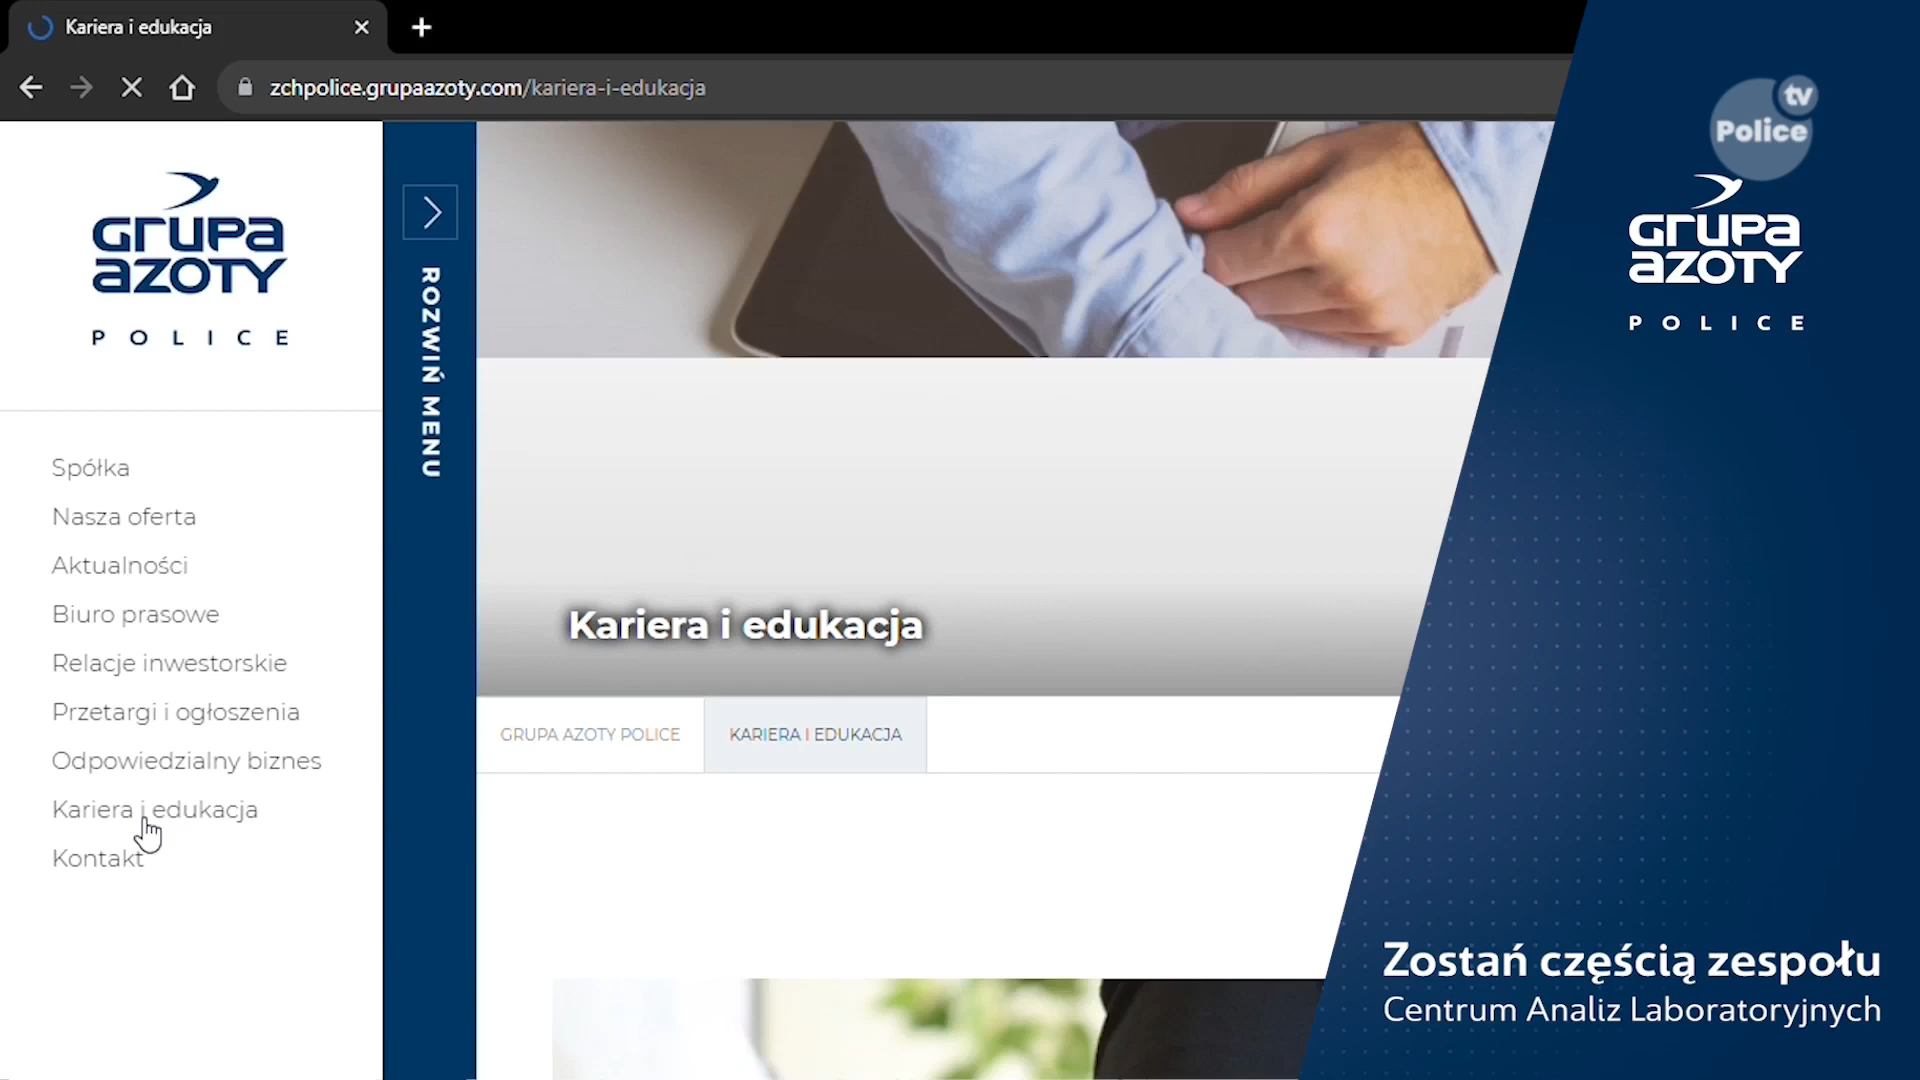 Kariera i edukacja
zchpolice.grupaazoty.com/kariera-i-edukacja
GRUPA
AZOTY
POLICE
Spółka
Nasza oferta
Aktualności
Biuro prasowe
Relacje inwestorskie
Przetargi i ogłoszenia
Odpowiedzialny biznes
Kariera i edukacja
Kontakt
ROZWIŃ MENU
Kariera i edukacja
GRUPA AZOTY POLICE
KARIERA I EDUKACJA
tv
Police
GRUPA
AZOTY
POLICE
Zostań częścią zespołu
Centrum Analiz Laboratoryjnych